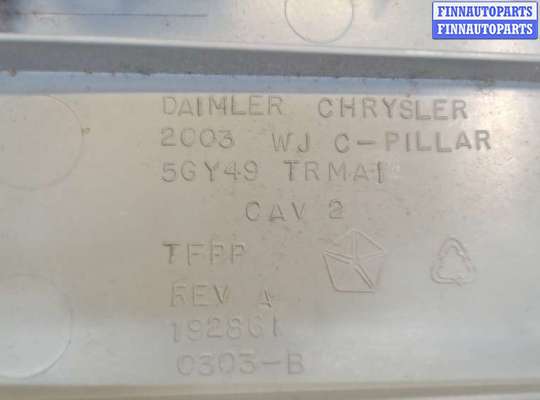 FINNAUTOPARTS
FINNAUTOPARTS
DAIMLER CHRYSLER
2003 WJ C-PILLAR
5GY49 TRMA1
CAV 2
TFPP
REV A
192861
0303-B